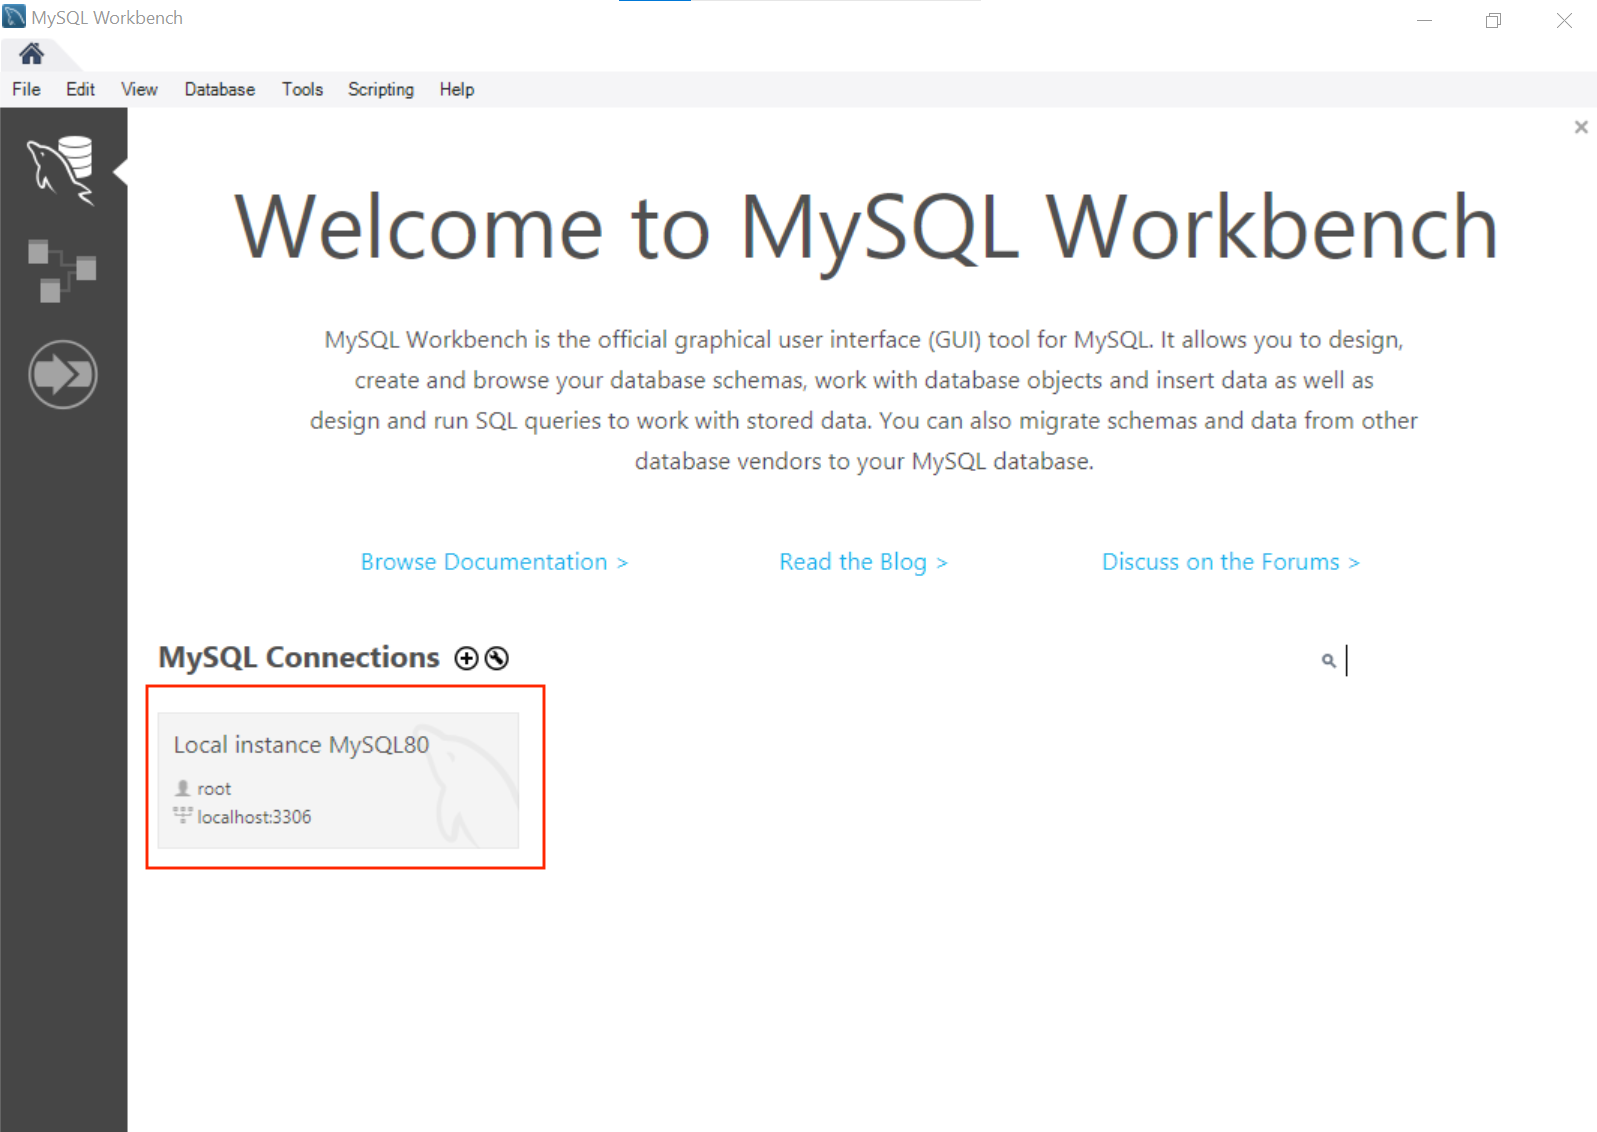 MySQL Workbench
File Edit View Database Tools Scripting Help
Welcome to MySQL Workbench
MySQL Workbench is the official graphical user interface (GUI) tool for MySQL. It allows you to design,
create and browse your database schemas, work with database objects and insert data as well as
design and run SQL queries to work with stored data. You can also migrate schemas and data from other
database vendors to your MySQL database.
Browse Documentation > Read the Blog > Discuss on the Forums >
MySQL Connections
Local instance MySQL80
root
localhost:3306